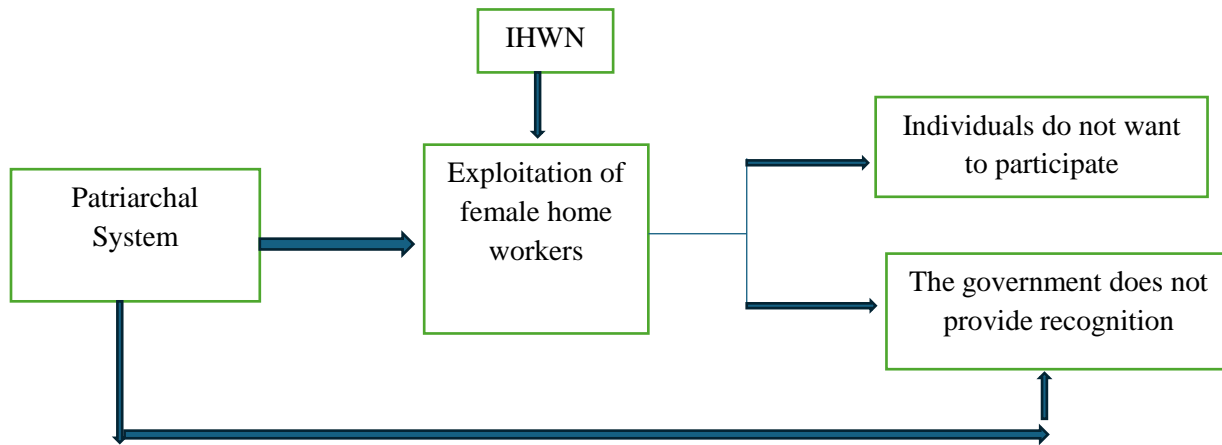 IHWN
Patriarchal
System
Exploitation of
female home
workers
Individuals do not want
to participate
The government does not
provide recognition